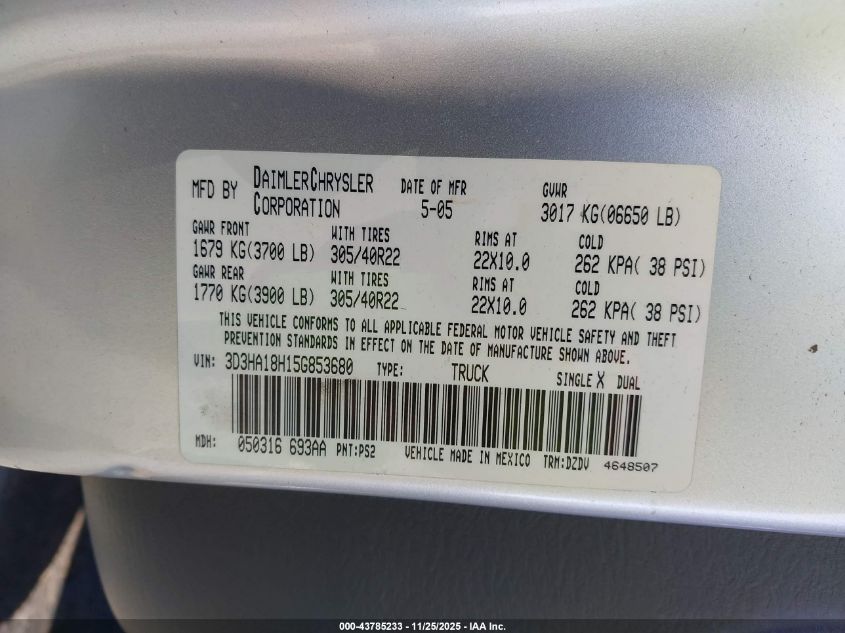 MFD BY DAIMLERCHRYSLER CORPORATION DATE OF MFR 5-05 GVWR 3017 KG(06650 LB)
GAWR FRONT WITH TIRES RIMS AT COLD
1679 KG(3700 LB) 305/40R22 22X10.0 262 KPA( 38 PSI)
GAWR REAR WITH TIRES RIMS AT COLD
1770 KG(3900 LB) 305/40R22 22X10.0 262 KPA( 38 PSI)
THIS VEHICLE CONFORMS TO ALL APPLICABLE FEDERAL MOTOR VEHICLE SAFETY AND THEFT
PREVENTION STANDARDS IN EFFECT ON THE DATE OF MANUFACTURE SHOWN ABOVE.
VIN: 3D3HA18H15G853680 TYPE: TRUCK SINGLE X DUAL
MDH: 050316 693AA PNT:PS2 VEHICLE MADE IN MEXICO TRM:DZDV 4648507
000-43785233 - 11/25/2025 - IAA Inc.